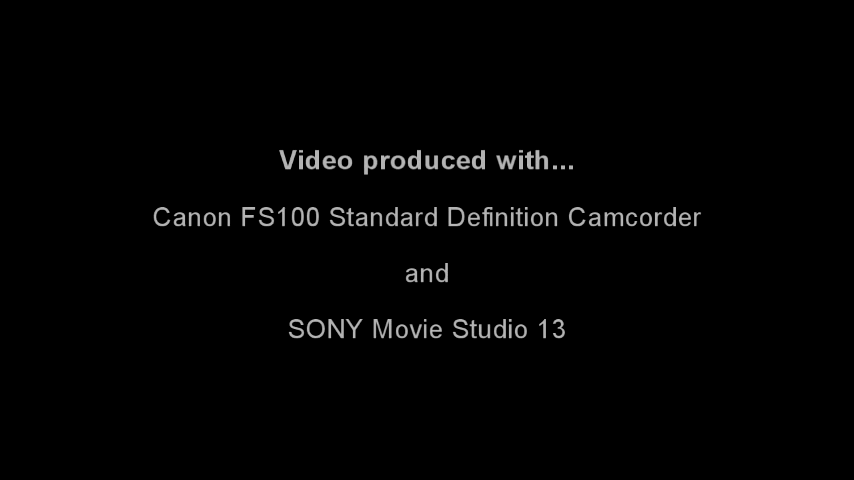 Video produced with...
Canon FS100 Standard Definition Camcorder
and
SONY Movie Studio 13